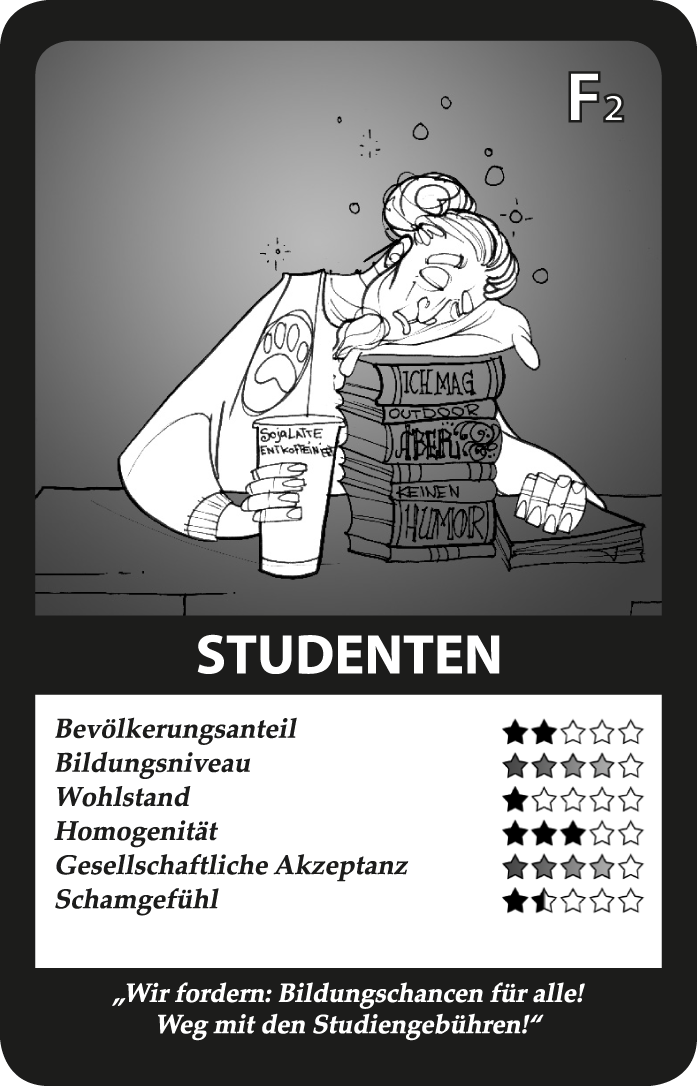 F2
SojaLATTE
ENTKOFFEINIERT
ICH MAG
OUTDOOR
ABER
KEINEN
HUMOR
STUDENTEN
Bevölkerungsanteil
Bildungsniveau
Wohlstand
Homogenität
Gesellschaftliche Akzeptanz
Schamgefühl
„Wir fordern: Bildungschancen für alle!
Weg mit den Studiengebühren!“